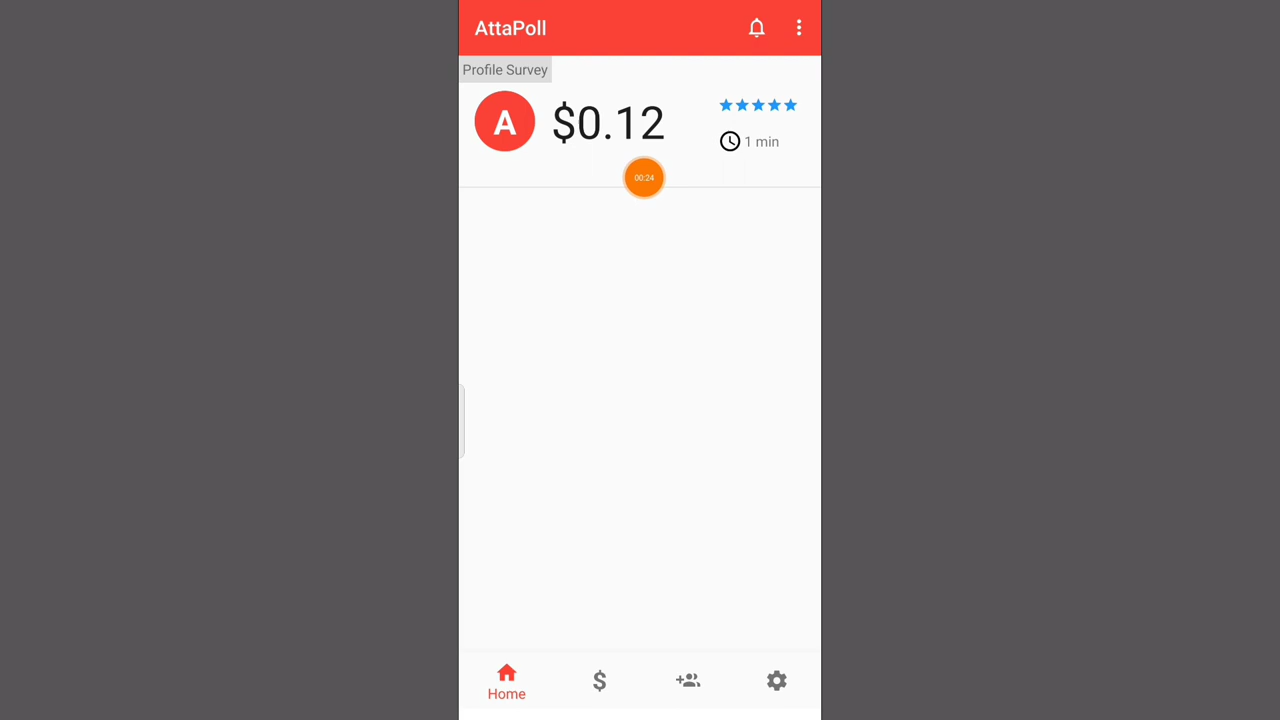 AttaPoll
Profile Survey
A
$0.12
1 min
00:24
Home
$